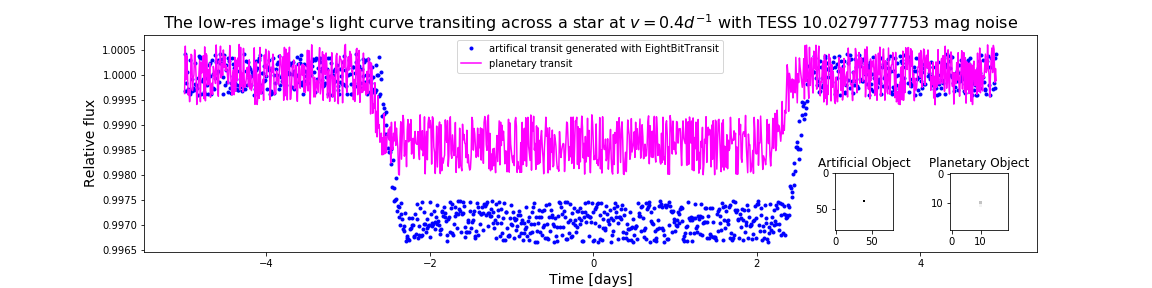 The low-res image's light curve transiting across a star at v = 0.4d⁻¹ with TESS 10.0279777753 mag noise
artifical transit generated with EightBitTransit
planetary transit
Relative flux
1.0005
1.0000
0.9995
0.9990
0.9985
0.9980
0.9975
0.9970
0.9965
Artificial Object
0
50
0 50
Planetary Object
0
10
0 10
−4 −2 0 2 4
Time [days]